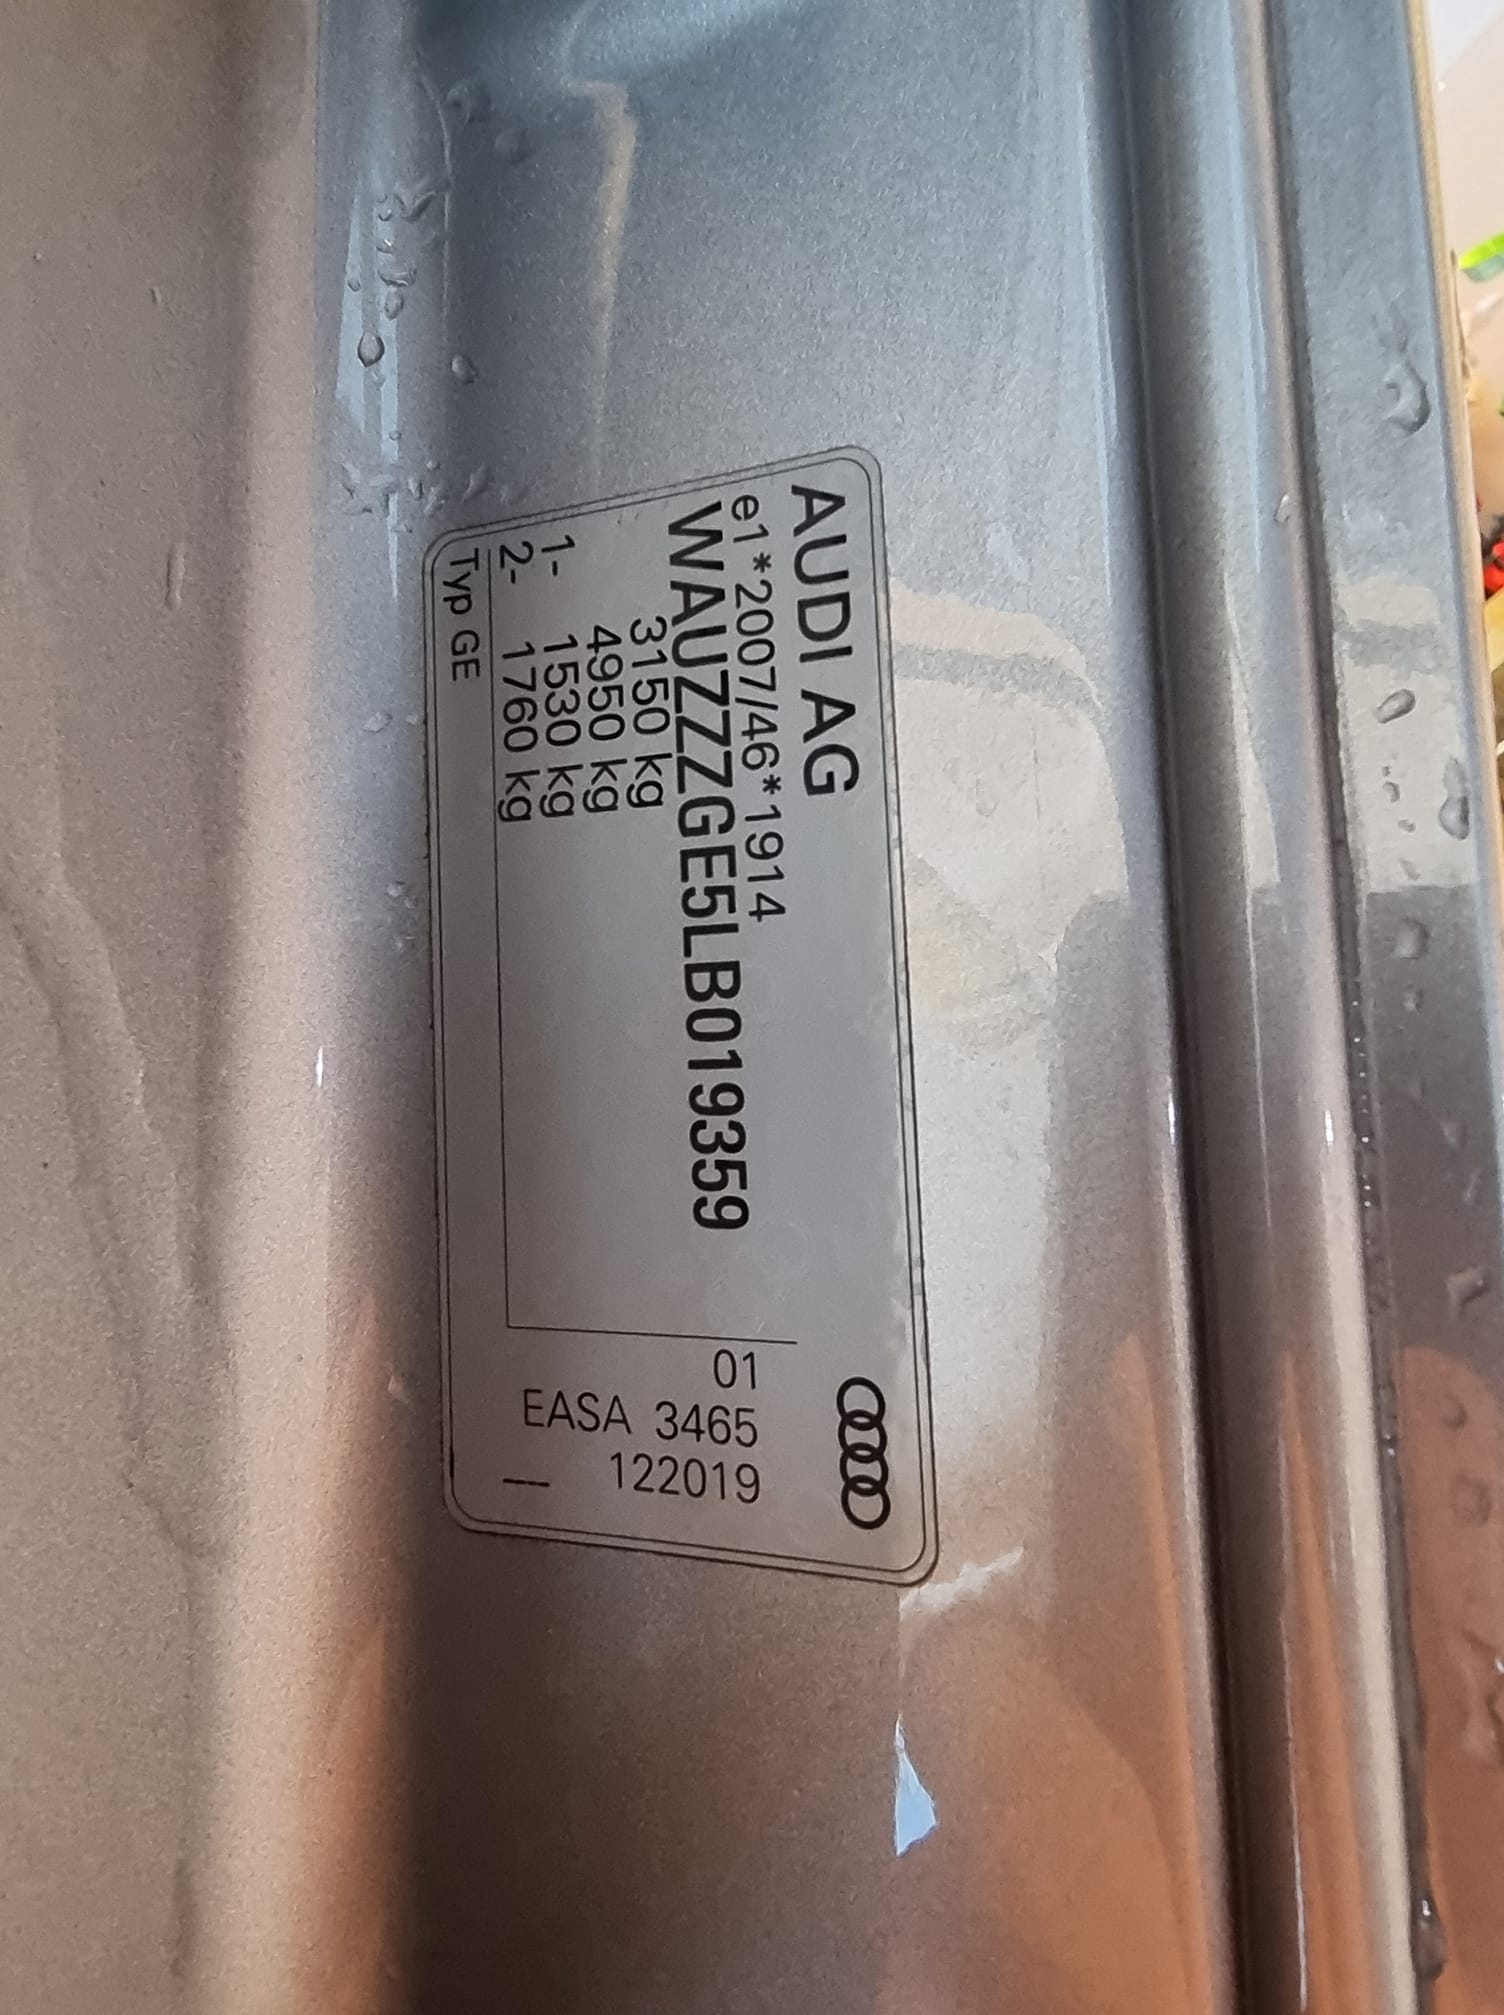 AUDI AG
e1*2007/46*1914
WAUZZZGE5LB019359
3150 kg
4950 kg
1- 1530 kg
2- 1760 kg
Typ GE
01
EASA 3465
--- 122019